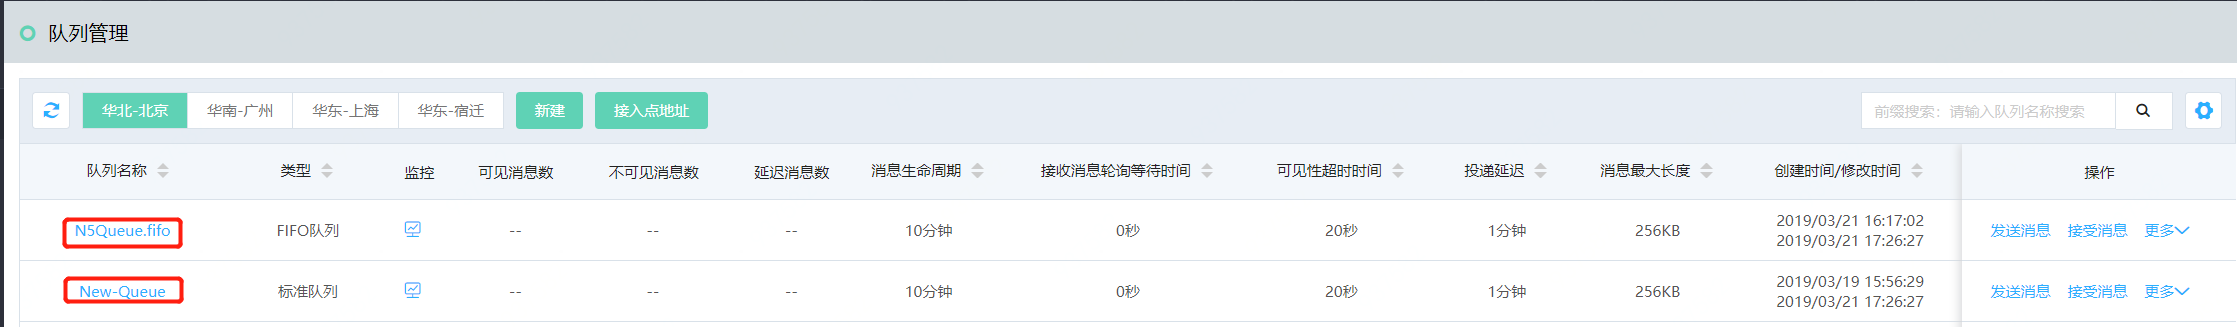 队列管理
华北-北京 华南-广州 华东-上海 华东-宿迁 新建 接入点地址 前缀搜索：请输入队列名称搜索
队列名称 类型 监控 可见消息数 不可见消息数 延迟消息数 消息生命周期 接收消息轮询等待时间 可见性超时时间 投递延迟 消息最大长度 创建时间/修改时间 操作
N5Queue.fifo FIFO队列 -- -- -- 10分钟 0秒 20秒 1分钟 256KB 2019/03/21 16:17:02 发送消息 接受消息 更多
2019/03/21 17:26:27
New-Queue 标准队列 -- -- -- 10分钟 0秒 20秒 1分钟 256KB 2019/03/19 15:56:29 发送消息 接受消息 更多
2019/03/21 17:26:27